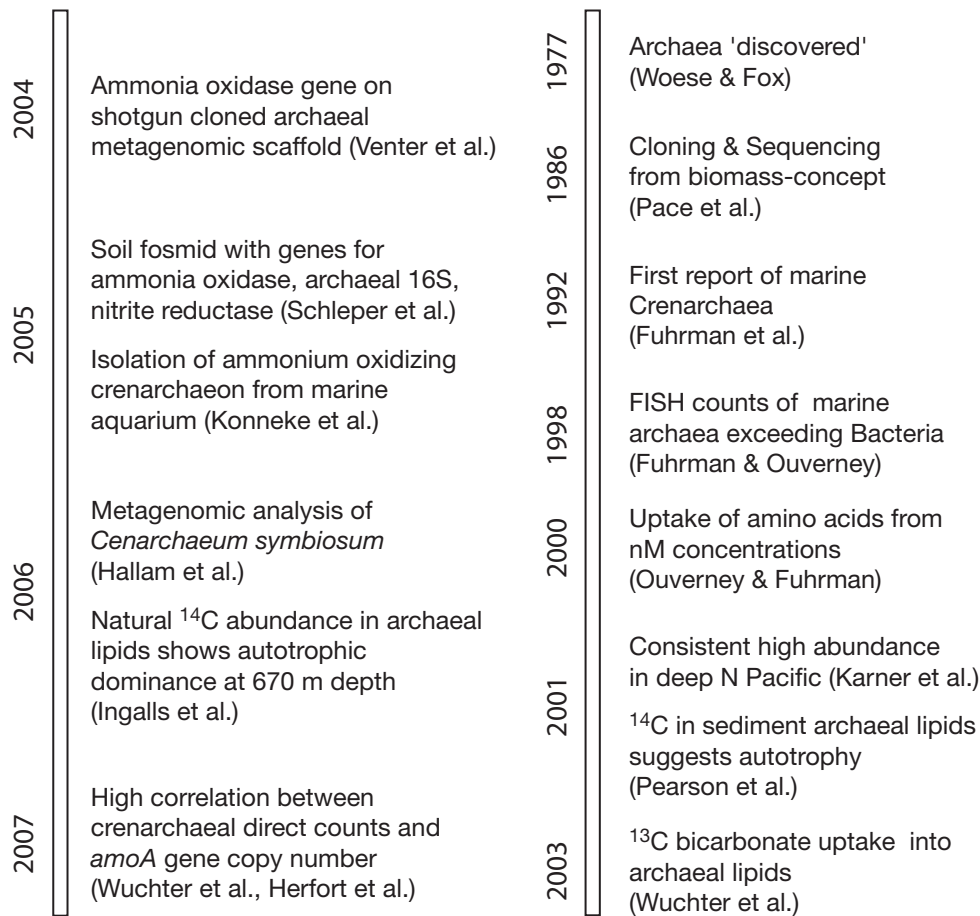 2004
Ammonia oxidase gene on
shotgun cloned archaeal
metagenomic scaffold (Venter et al.)
2005
Soil fosmid with genes for
ammonia oxidase, archaeal 16S,
nitrite reductase (Schleper et al.)
Isolation of ammonium oxidizing
crenarchaeon from marine
aquarium (Konneke et al.)
2006
Metagenomic analysis of
Cenarchaeum symbiosum
(Hallam et al.)
Natural ¹⁴C abundance in archaeal
lipids shows autotrophic
dominance at 670 m depth
(Ingalls et al.)
2007
High correlation between
crenarchaeal direct counts and
amoA gene copy number
(Wuchter et al., Herfort et al.)
1977
Archaea 'discovered'
(Woese & Fox)
1986
Cloning & Sequencing
from biomass-concept
(Pace et al.)
1992
First report of marine
Crenarchaea
(Fuhrman et al.)
1998
FISH counts of marine
archaea exceeding Bacteria
(Fuhrman & Ouverney)
2000
Uptake of amino acids from
nM concentrations
(Ouverney & Fuhrman)
2001
Consistent high abundance
in deep N Pacific (Karner et al.)
¹⁴C in sediment archaeal lipids
suggests autotrophy
(Pearson et al.)
2003
¹³C bicarbonate uptake into
archaeal lipids
(Wuchter et al.)